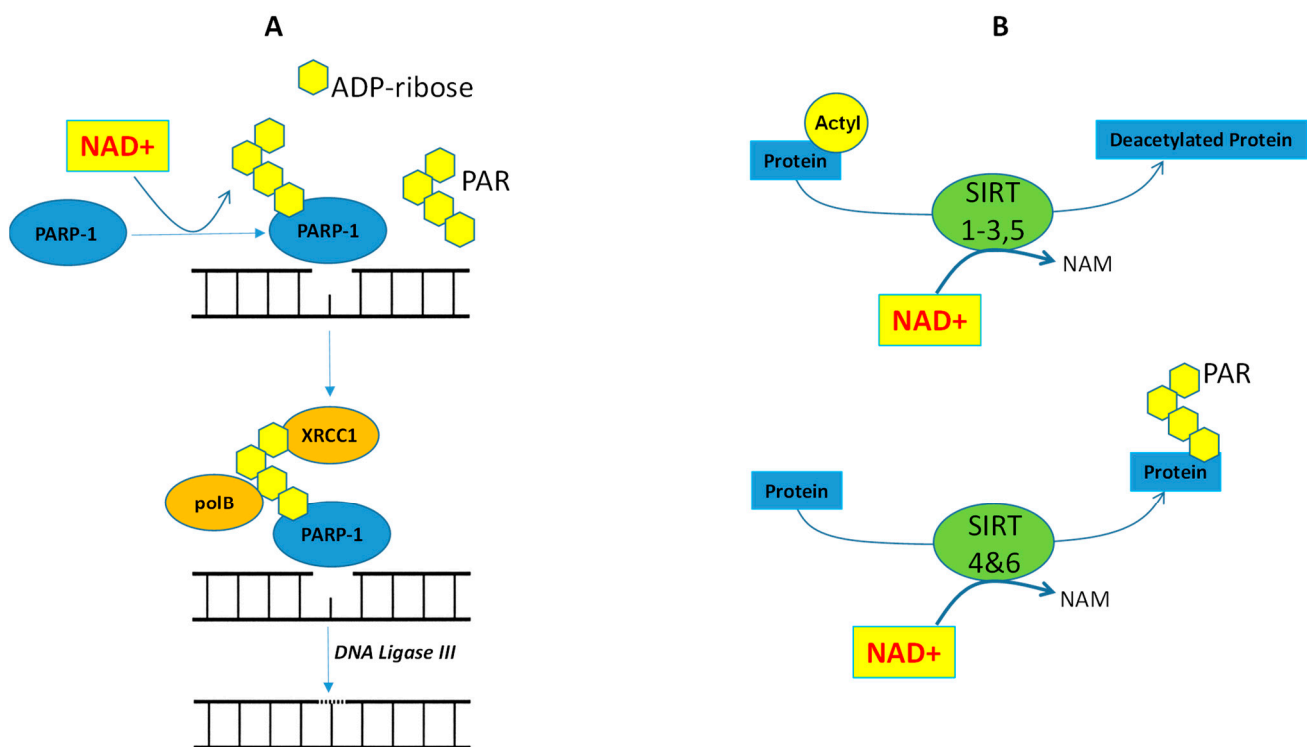 A
ADP-ribose
NAD+
PAR
PARP-1
PARP-1
XRCC1
polB
PARP-1
DNA Ligase III
B
Actyl
Protein
Deacetylated Protein
SIRT
1-3,5
NAM
NAD+
PAR
Protein
Protein
SIRT
4&6
NAM
NAD+